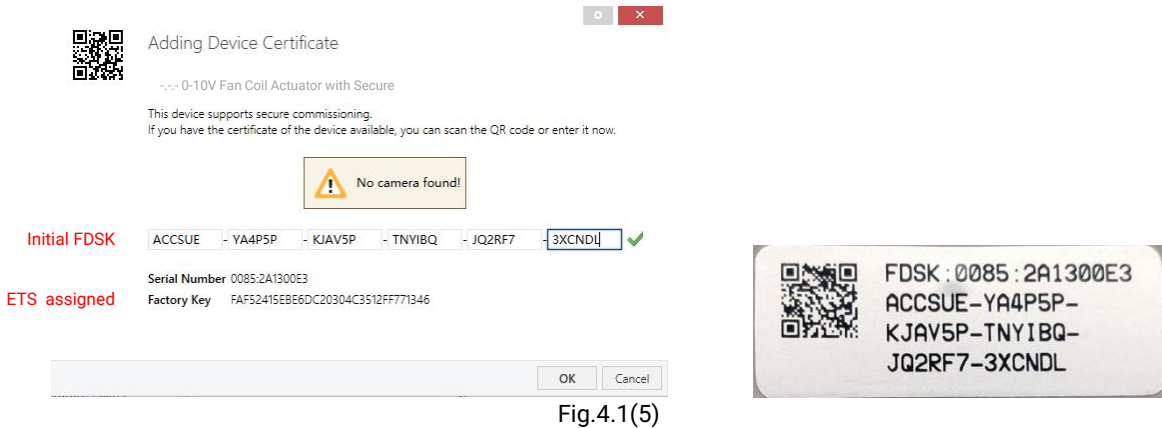 Adding Device Certificate
-.-.- 0-10V Fan Coil Actuator with Secure
This device supports secure commissioning.
If you have the certificate of the device available, you can scan the QR code or enter it now.
No camera found!
Initial FDSK
ACCSUE - YA4P5P - KJAV5P - TNYIBQ - JQ2RF7 - 3XCNDL
Serial Number 0085:2A1300E3
ETS assigned
Factory Key FAF52415EBE6DC20304C3512FF771346
OK Cancel
Fig.4.1(5)
FDSK:0085:2A1300E3
ACCSUE-YA4P5P-
KJAV5P-TNYIBQ-
JQ2RF7-3XCNDL